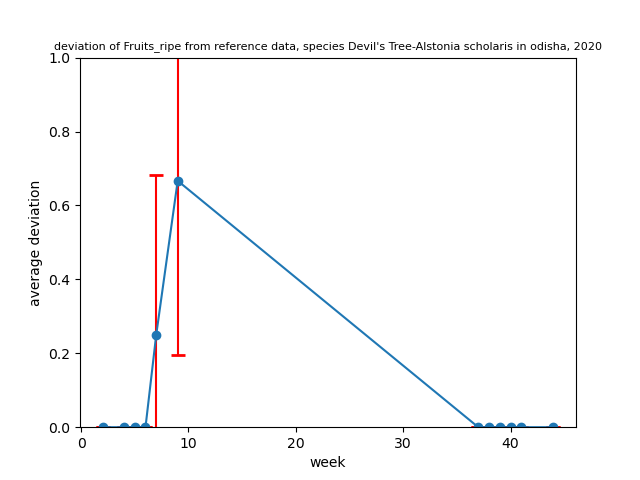 deviation of Fruits_ripe from reference data, species Devil's Tree-Alstonia scholaris in odisha, 2020
1.0
0.8
0.6
0.4
0.2
0.0
average deviation
0 10 20 30 40
week